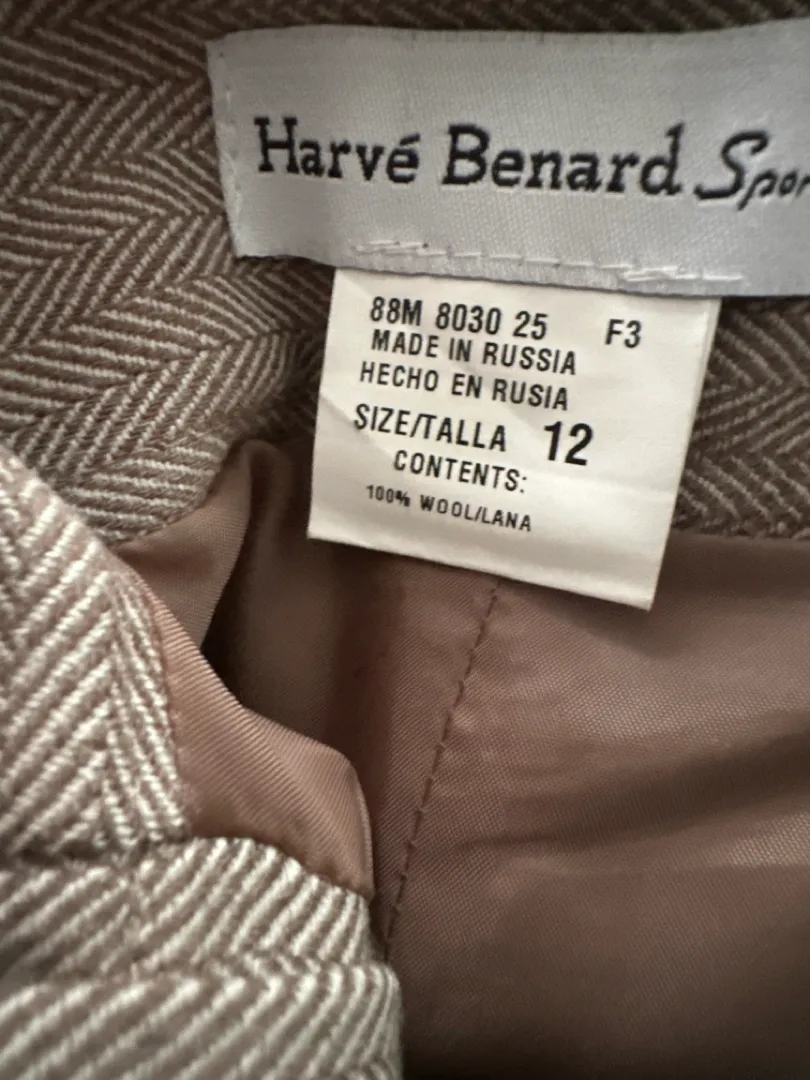 Harvé Benard Spor
88M 8030 25 F3
MADE IN RUSSIA
HECHO EN RUSIA
SIZE/TALLA 12
CONTENTS:
100% WOOL/LANA